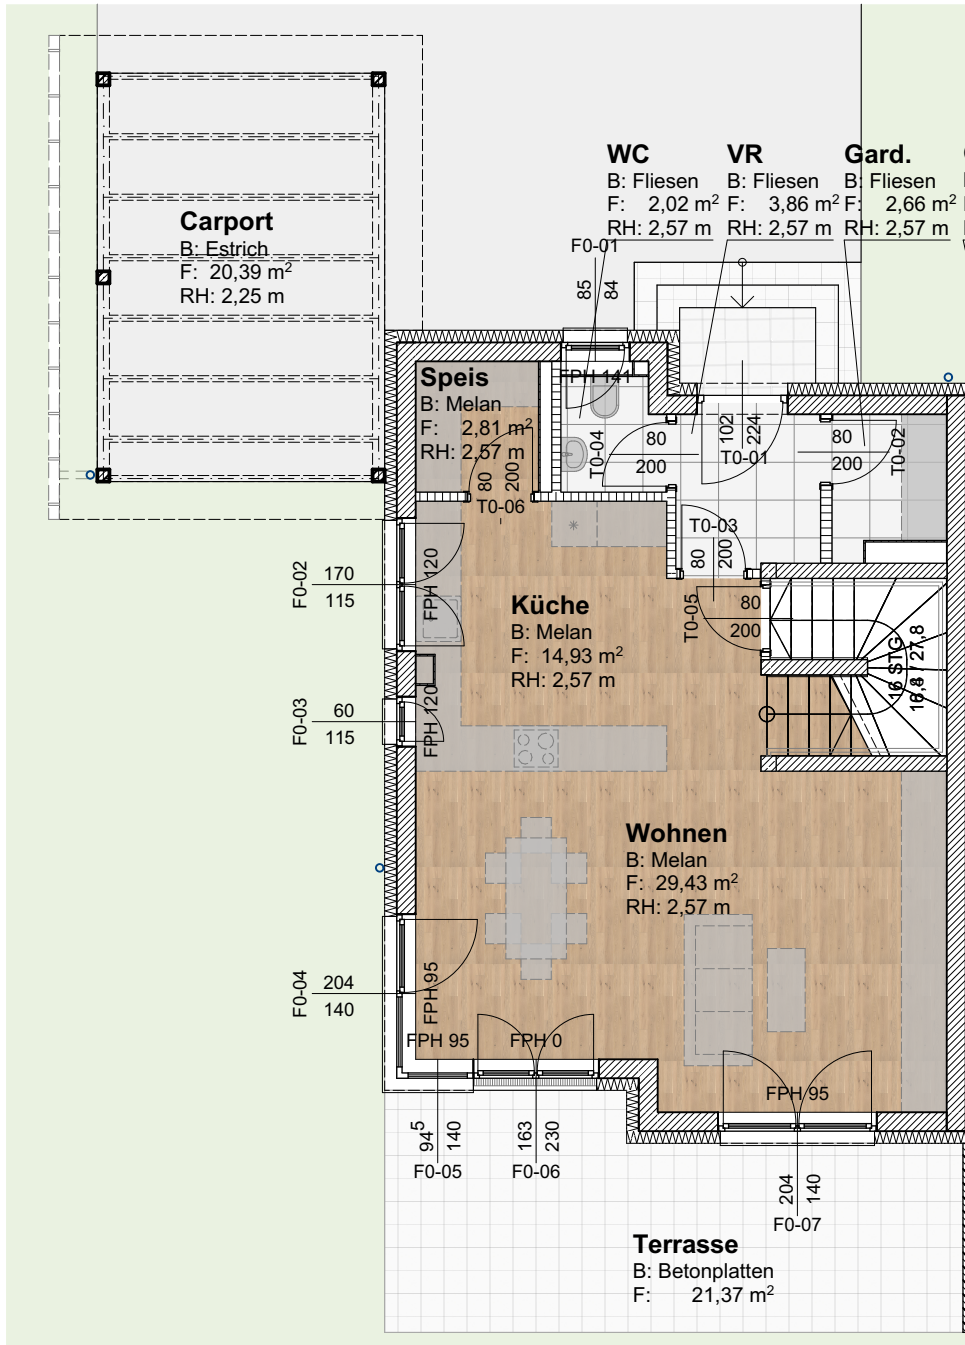 WC
B: Fliesen
F: 2,02 m²
RH: 2,57 m
VR
B: Fliesen
F: 3,86 m²
RH: 2,57 m
Gard.
B: Fliesen
F: 2,66 m²
RH: 2,57 m
Carport
B: Estrich
F: 20,39 m²
RH: 2,25 m
F0-01
85
84
FPH 141
Speis
B: Melan
F: 2,81 m²
RH: 2,57 m
80
200
T0-06
T0-04
80
200
102
224
T0-01
80
200
T0-02
T0-03
80
200
F0-02
170
115
FPH 120
Küche
B: Melan
F: 14,93 m²
RH: 2,57 m
T0-05
80
200
16 STG
27,8
F0-03
60
115
FPH 120
Wohnen
B: Melan
F: 29,43 m²
RH: 2,57 m
F0-04
204
140
FPH 95
FPH 95
FPH 0
FPH 95
94⁵
140
F0-05
163
230
F0-06
204
140
F0-07
Terrasse
B: Betonplatten
F: 21,37 m²